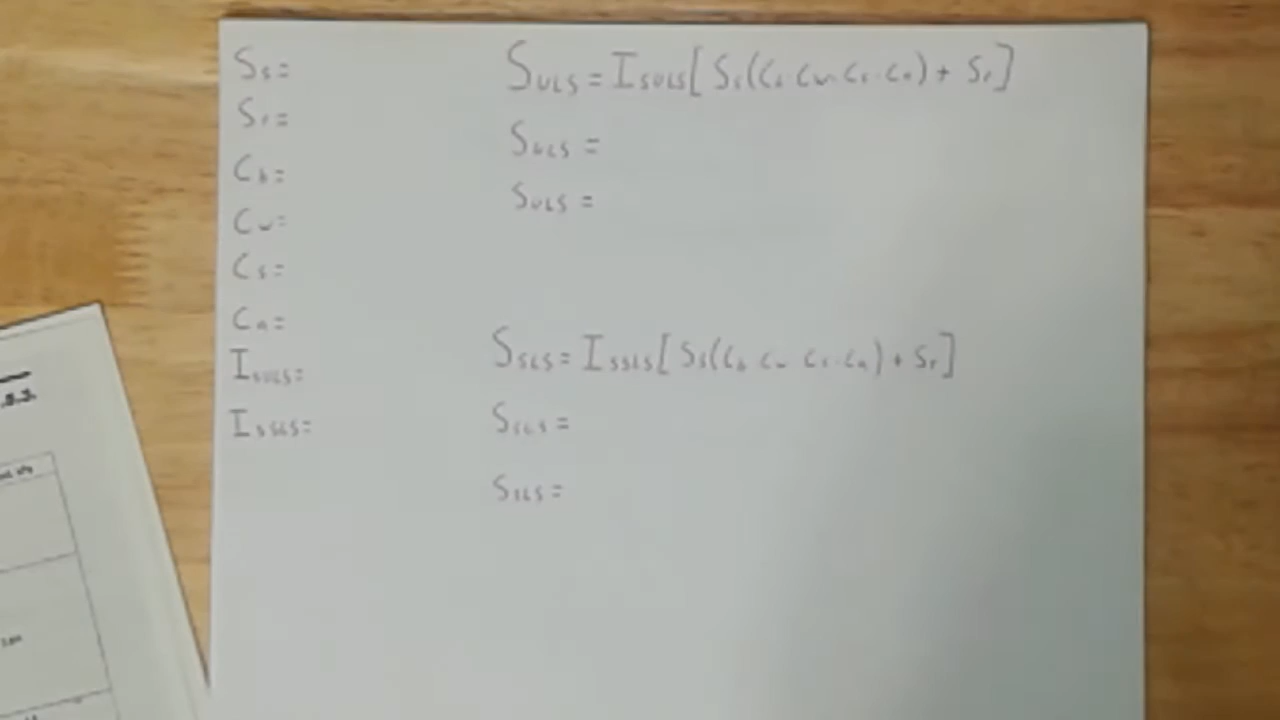 Ss=
Sr=
Cb=
Cw=
Cs=
Ca=
Isuls=
Issls=
Suls = Isuls[Ss(Cb·Cw·Cs·Ca) + Sr]
Suls =
Suls =
Ssls = Issls[Ss(Cb·Cw·Cs·Ca) + Sr]
Ssls =
Ssls =